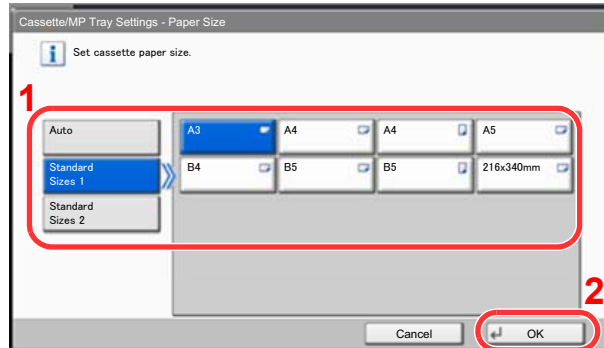 Cassette/MP Tray Settings - Paper Size
Set cassette paper size.
1
Auto
A3
A4
A4
A5
Standard
Sizes 1
B4
B5
B5
216x340mm
Standard
Sizes 2
2
Cancel
OK